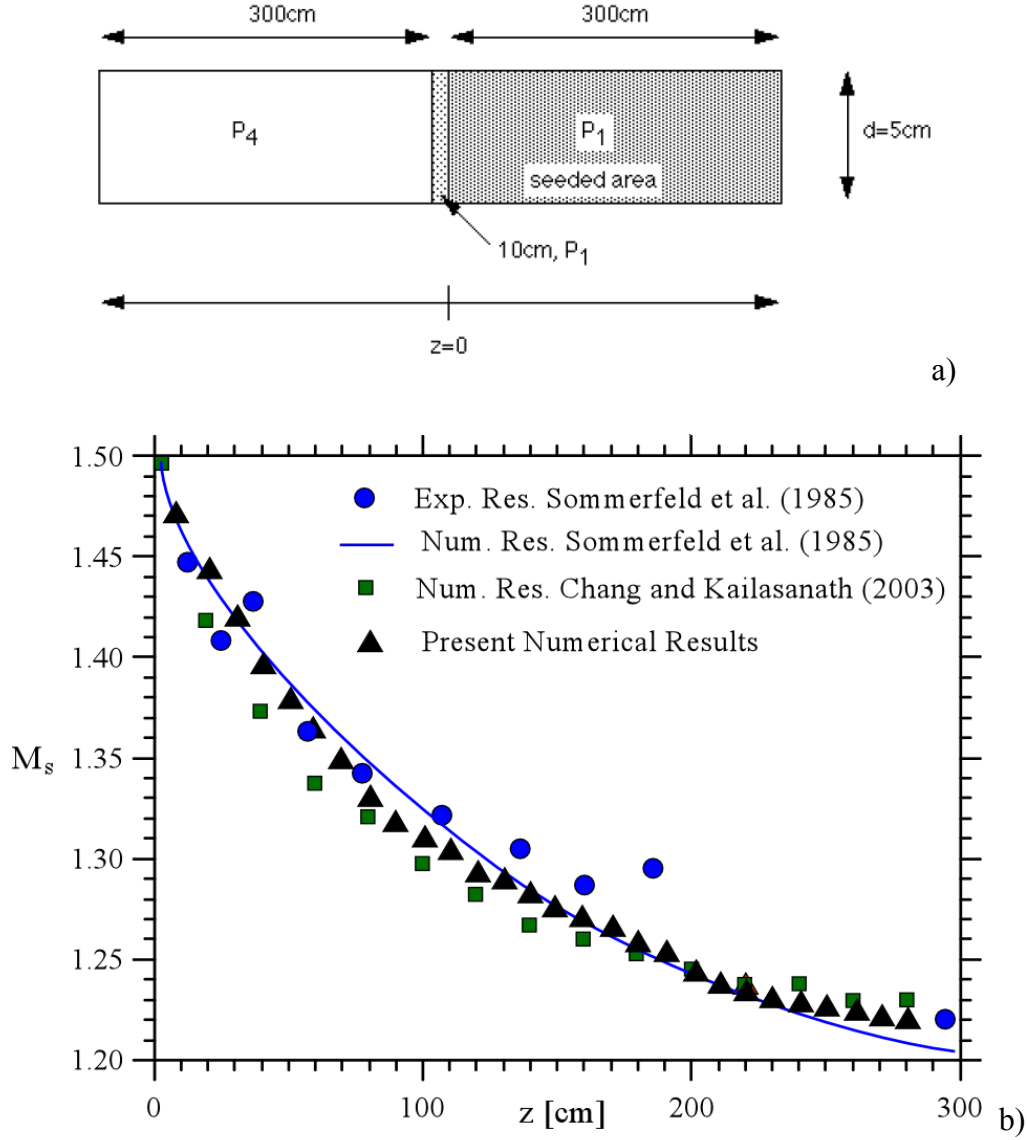 300cm 300cm
P4 P1 d=5cm
seeded area
10cm, P1
z=0
a)
1.50
Exp. Res. Sommerfeld et al. (1985)
1.45
Num. Res. Sommerfeld et al. (1985)
Num. Res. Chang and Kailasanath (2003)
1.40
Present Numerical Results
Ms
1.35
1.30
1.25
1.20
0 100 200 300
z [cm]
b)